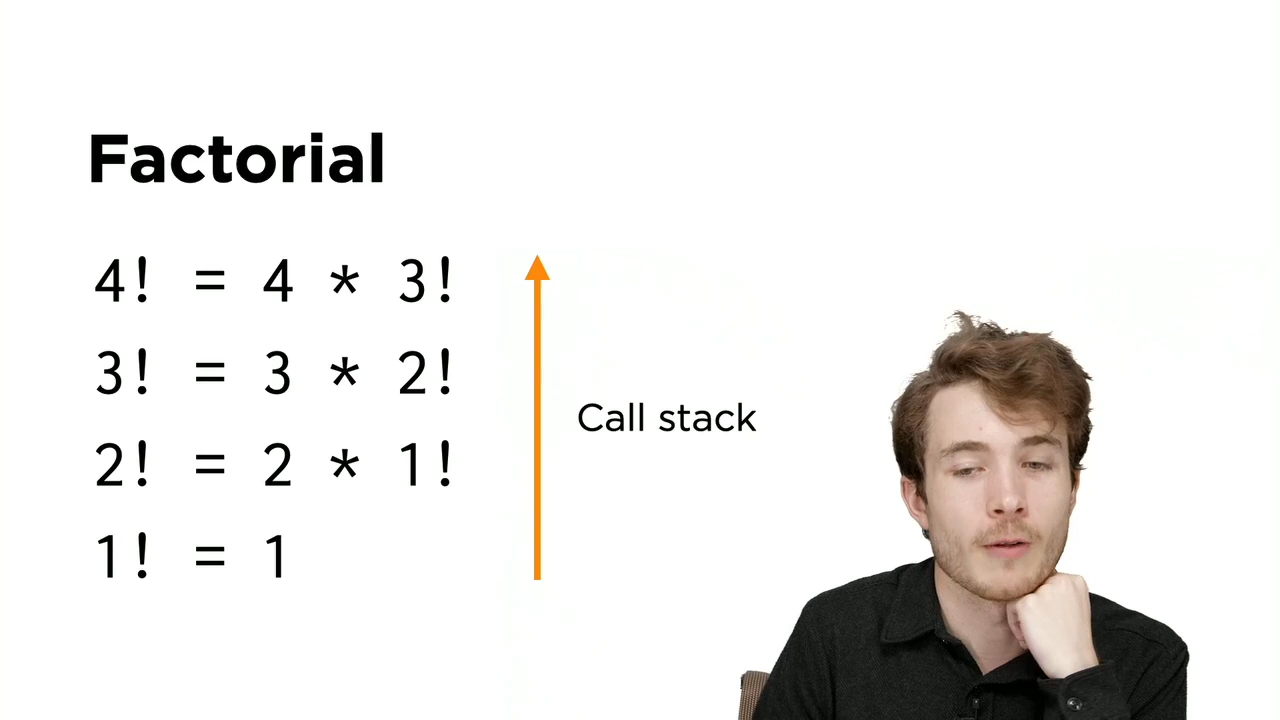 Factorial
4! = 4 * 3!
3! = 3 * 2!
Call stack
2! = 2 * 1!
1! = 1